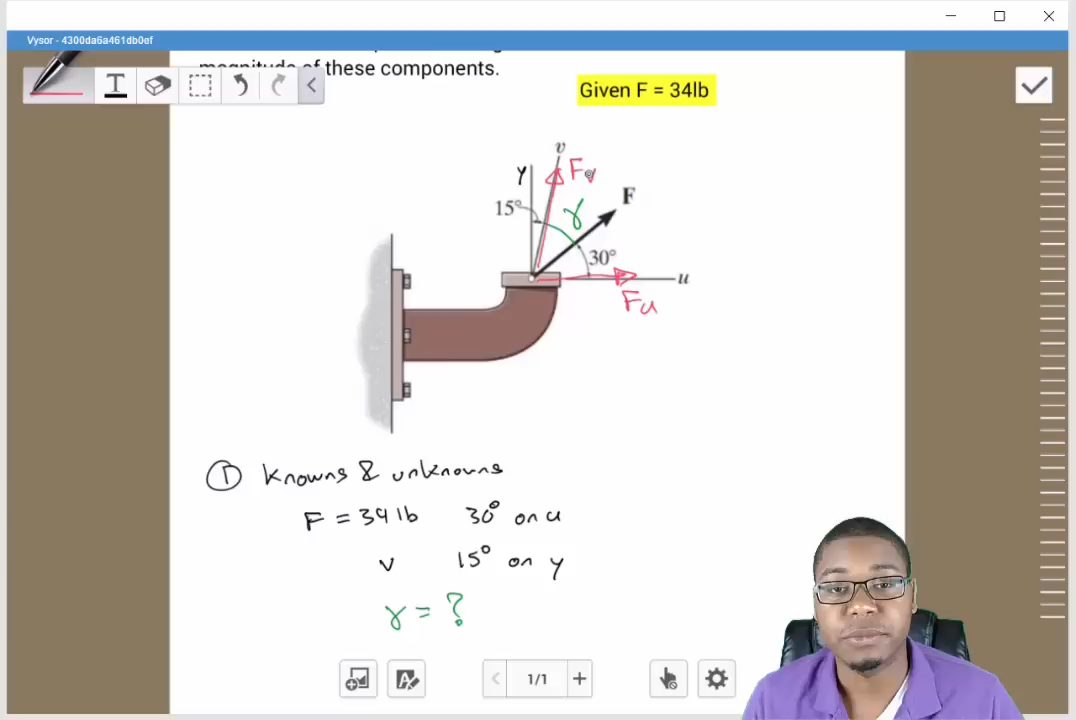 Vysor - 4300da6a461db0ef
magnitude of these components.
T
Given F = 34lb
v
y
Fv
15°
γ
F
30°
u
Fu
① Knowns & unknowns
F = 34 lb 30° on u
v 15° on y
γ = ?
A
1/1